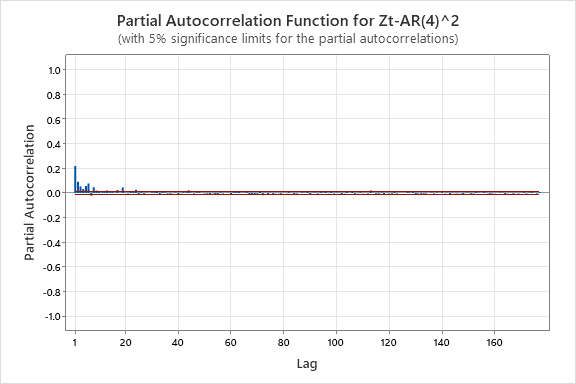 Partial Autocorrelation Function for Zt-AR(4)^2
(with 5% significance limits for the partial autocorrelations)
1.0
0.8
0.6
0.4
0.2
0.0
-0.2
-0.4
-0.6
-0.8
-1.0
Partial Autocorrelation
1 20 40 60 80 100 120 140 160
Lag